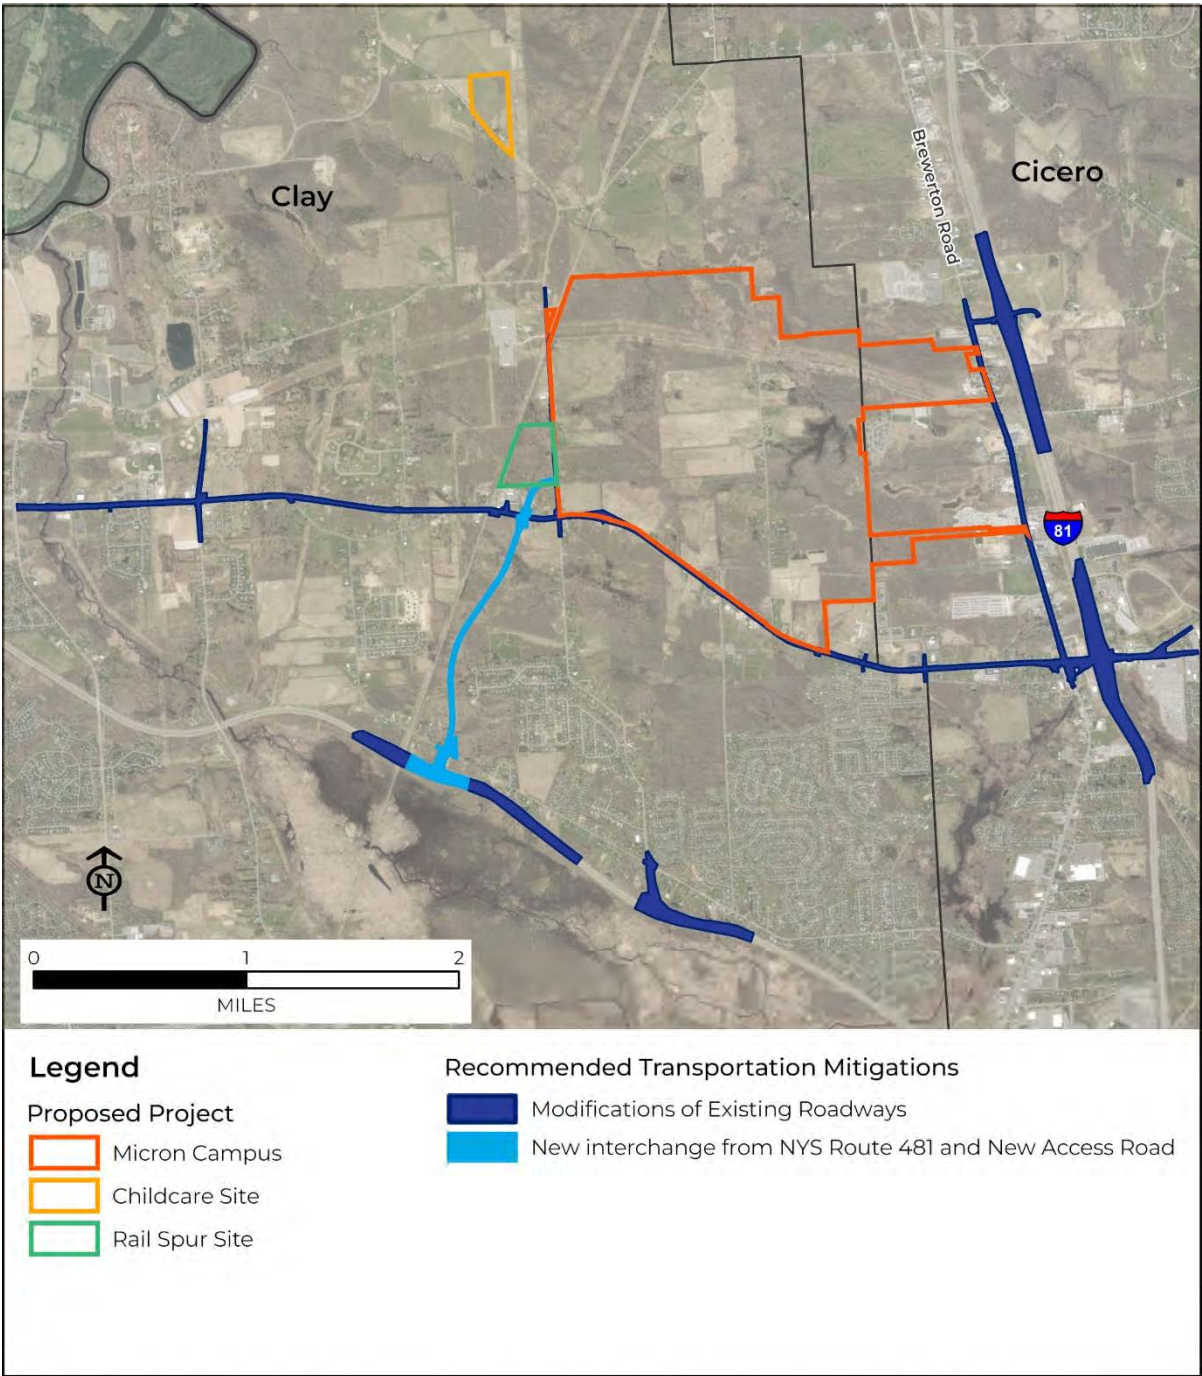 Clay
Cicero
Brewerton Road
81
N
0 1 2
MILES
Legend
Proposed Project
Micron Campus
Childcare Site
Rail Spur Site
Recommended Transportation Mitigations
Modifications of Existing Roadways
New interchange from NYS Route 481 and New Access Road